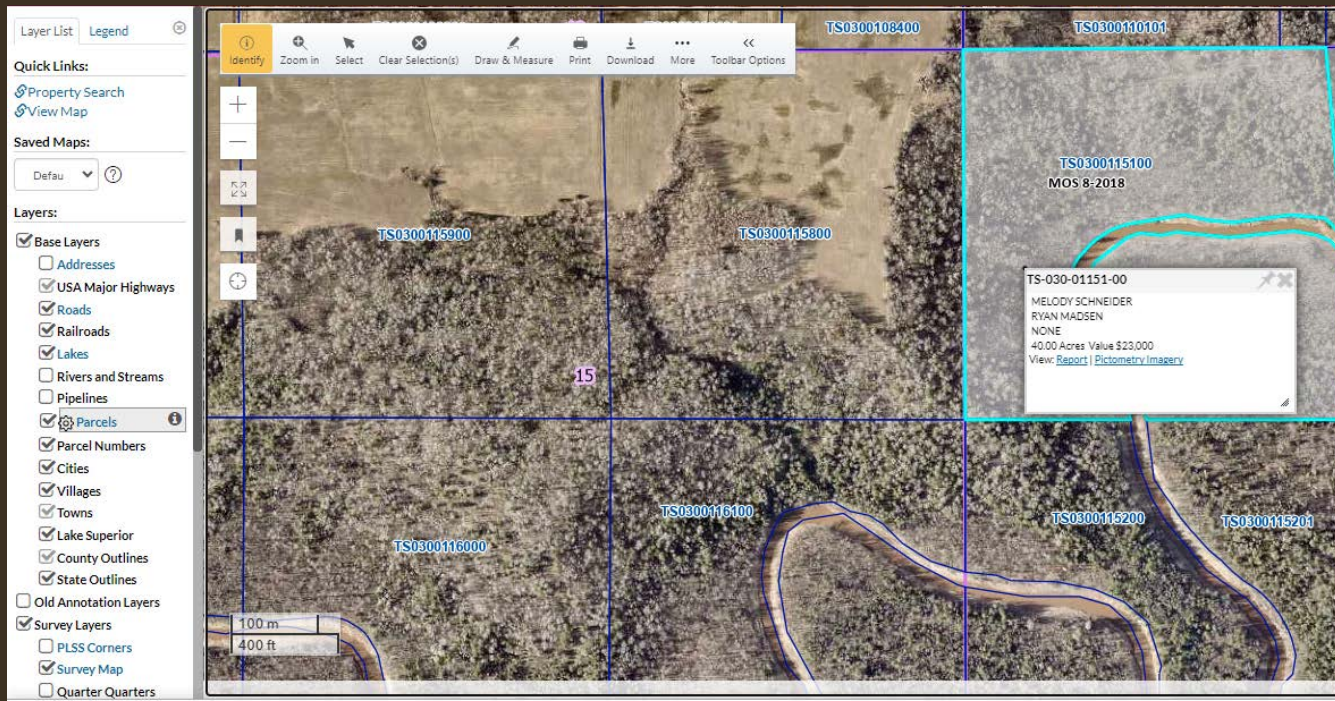 Layer List Legend
Quick Links:
Property Search
View Map
Saved Maps:
Defau
Layers:
Base Layers
Addresses
USA Major Highways
Roads
Railroads
Lakes
Rivers and Streams
Pipelines
Parcels
Parcel Numbers
Cities
Villages
Towns
Lake Superior
County Outlines
State Outlines
Old Annotation Layers
Survey Layers
PLSS Corners
Survey Map
Quarter Quarters
Identify Zoom in Select Clear Selection(s) Draw & Measure Print Download More Toolbar Options
TS0300108400
TS0300110101
TS0300115100
MOS 8-2018
TS0300115900
TS0300115800
TS-030-01151-00
MELODY SCHNEIDER
RYAN MADSEN
NONE
40.00 Acres Value $23,000
View: Report | Pictometry Imagery
15
TS0300116000
TS0300116100
TS0300115200
TS0300115201
100 m
400 ft